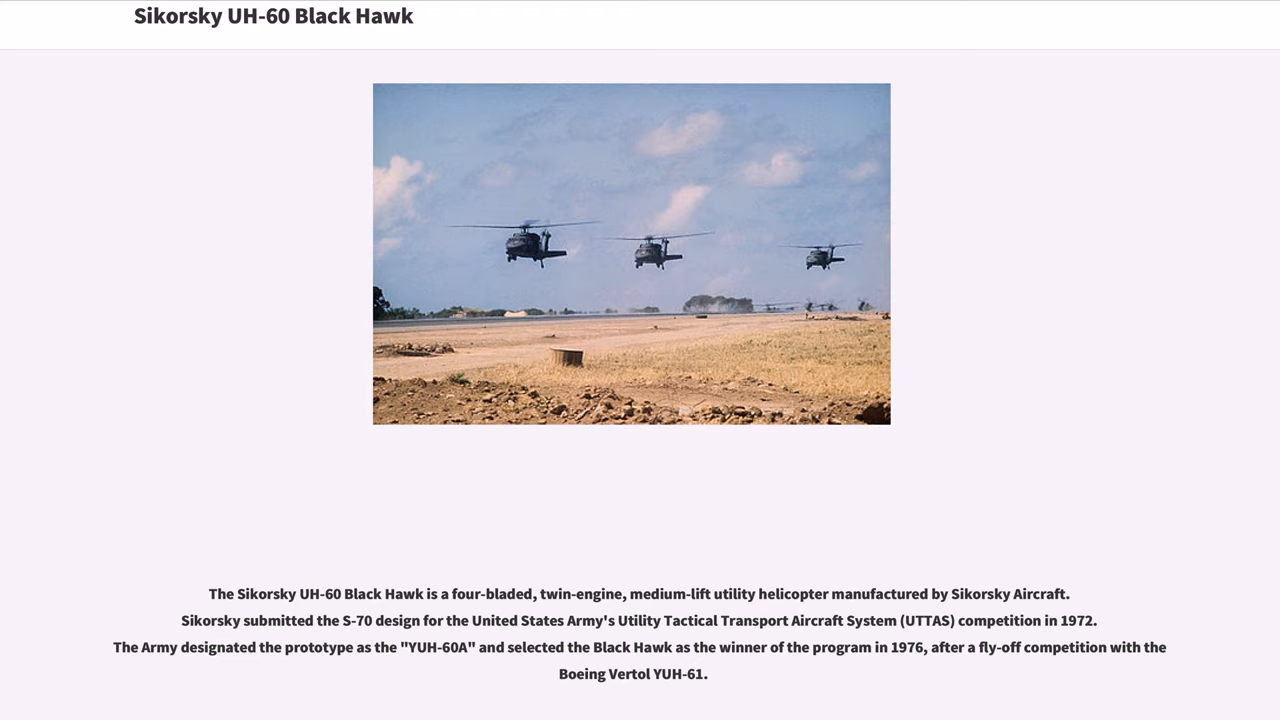 Sikorsky UH-60 Black Hawk
The Sikorsky UH-60 Black Hawk is a four-bladed, twin-engine, medium-lift utility helicopter manufactured by Sikorsky Aircraft.
Sikorsky submitted the S-70 design for the United States Army's Utility Tactical Transport Aircraft System (UTTAS) competition in 1972.
The Army designated the prototype as the "YUH-60A" and selected the Black Hawk as the winner of the program in 1976, after a fly-off competition with the
Boeing Vertol YUH-61.